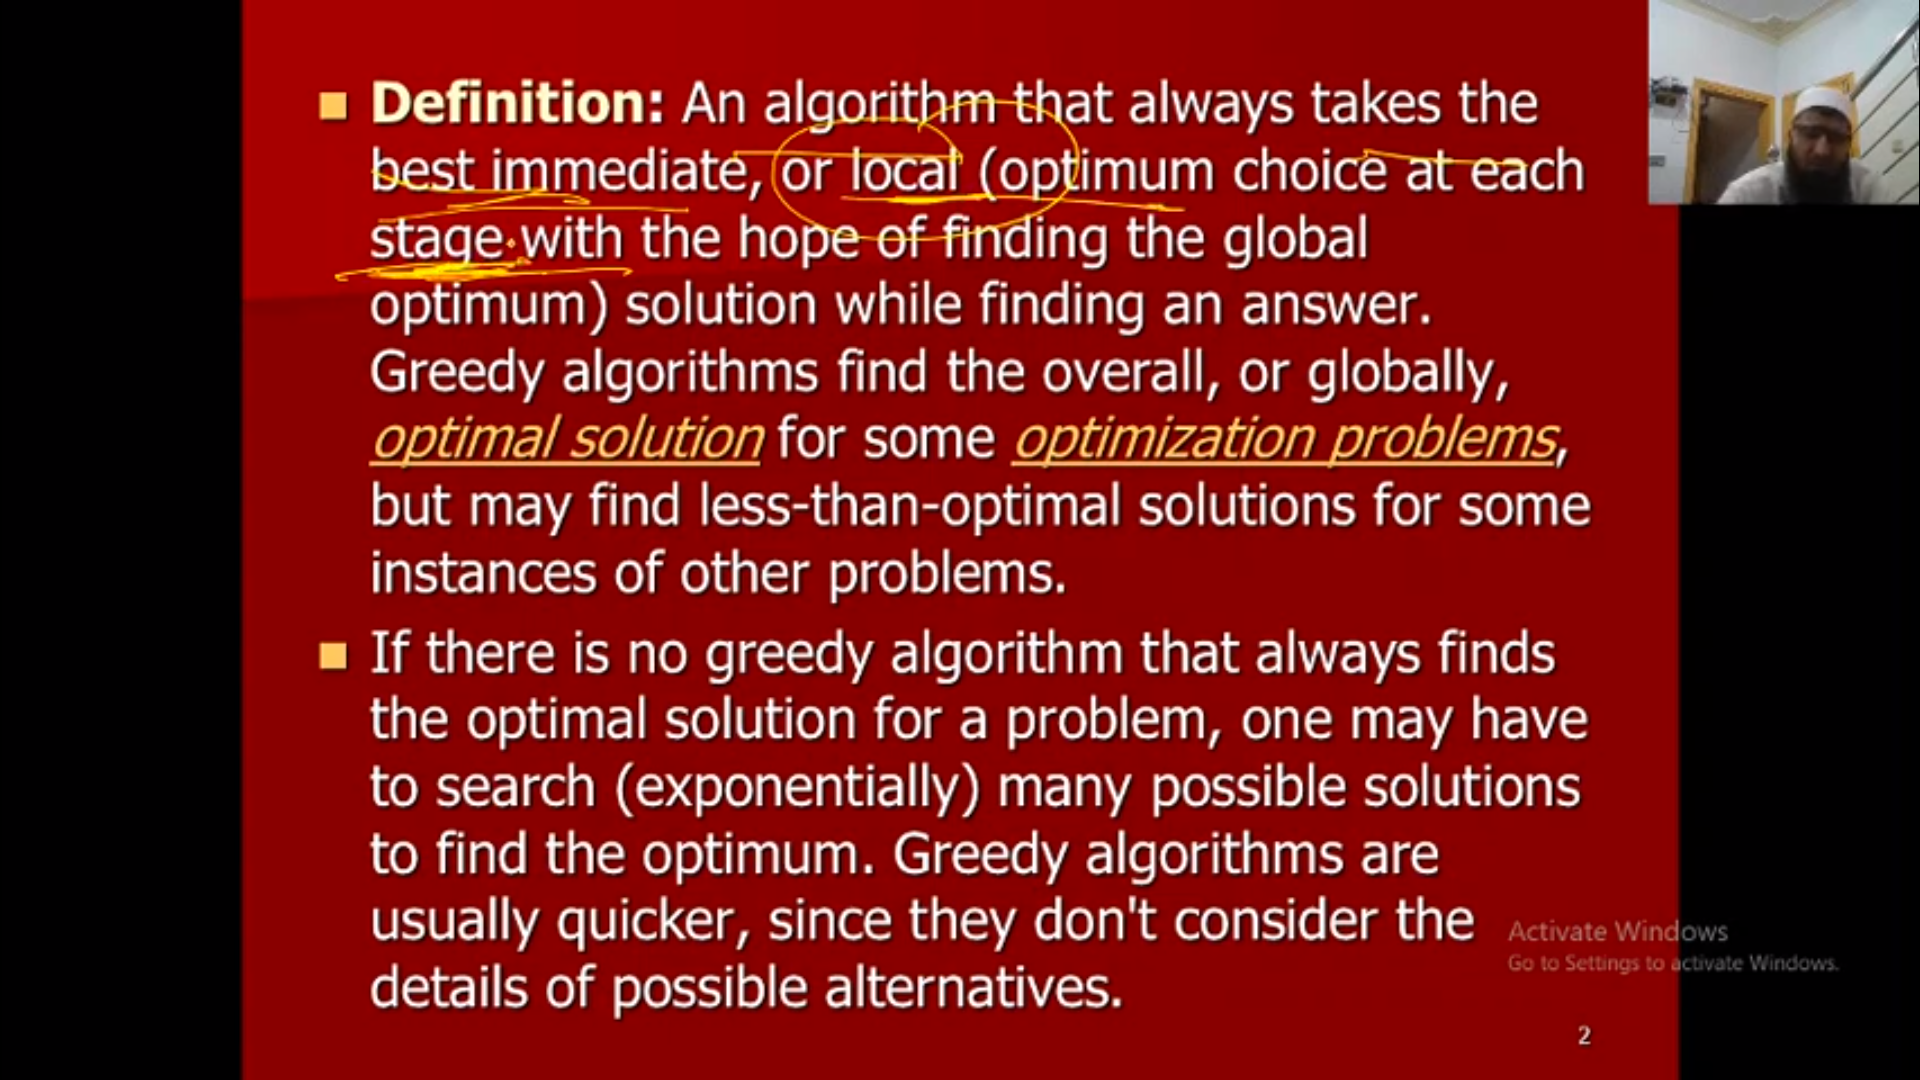 Definition: An algorithm that always takes the
best immediate, or local (optimum choice at each
stage with the hope of finding the global
optimum) solution while finding an answer.
Greedy algorithms find the overall, or globally,
optimal solution for some optimization problems,
but may find less-than-optimal solutions for some
instances of other problems.
If there is no greedy algorithm that always finds
the optimal solution for a problem, one may have
to search (exponentially) many possible solutions
to find the optimum. Greedy algorithms are
usually quicker, since they don't consider the
details of possible alternatives.
Activate Windows
Go to Settings to activate Windows.
2